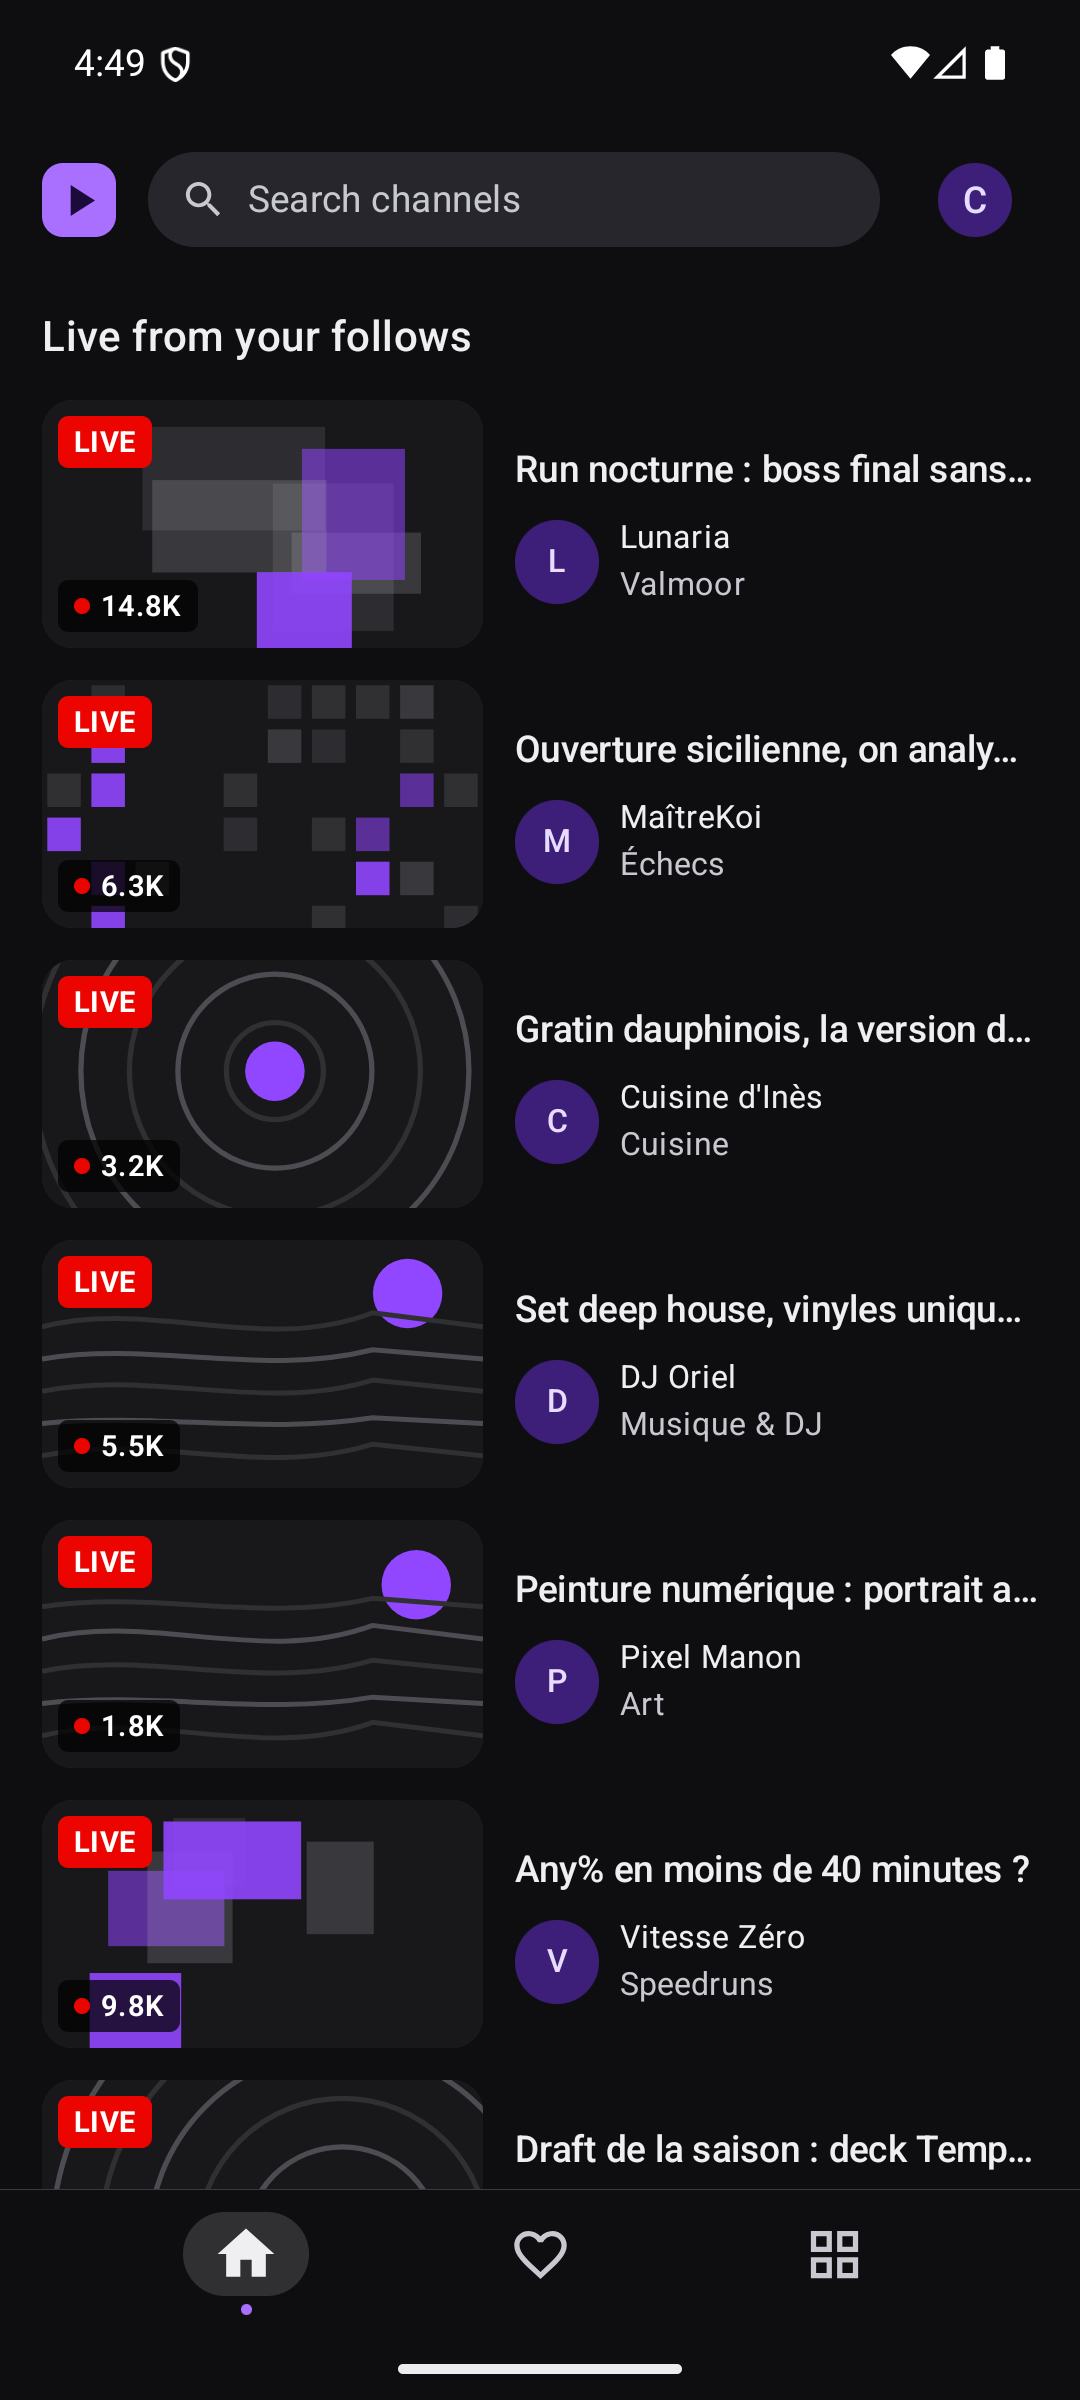 4:49
Search channels
C
Live from your follows
LIVE
14.8K
Run nocturne : boss final sans…
L
Lunaria
Valmoor
LIVE
6.3K
Ouverture sicilienne, on analy…
M
MaîtreKoi
Échecs
LIVE
3.2K
Gratin dauphinois, la version d…
C
Cuisine d'Inès
Cuisine
LIVE
5.5K
Set deep house, vinyles uniqu…
D
DJ Oriel
Musique & DJ
LIVE
1.8K
Peinture numérique : portrait a…
P
Pixel Manon
Art
LIVE
9.8K
Any% en moins de 40 minutes ?
V
Vitesse Zéro
Speedruns
LIVE
Draft de la saison : deck Temp…